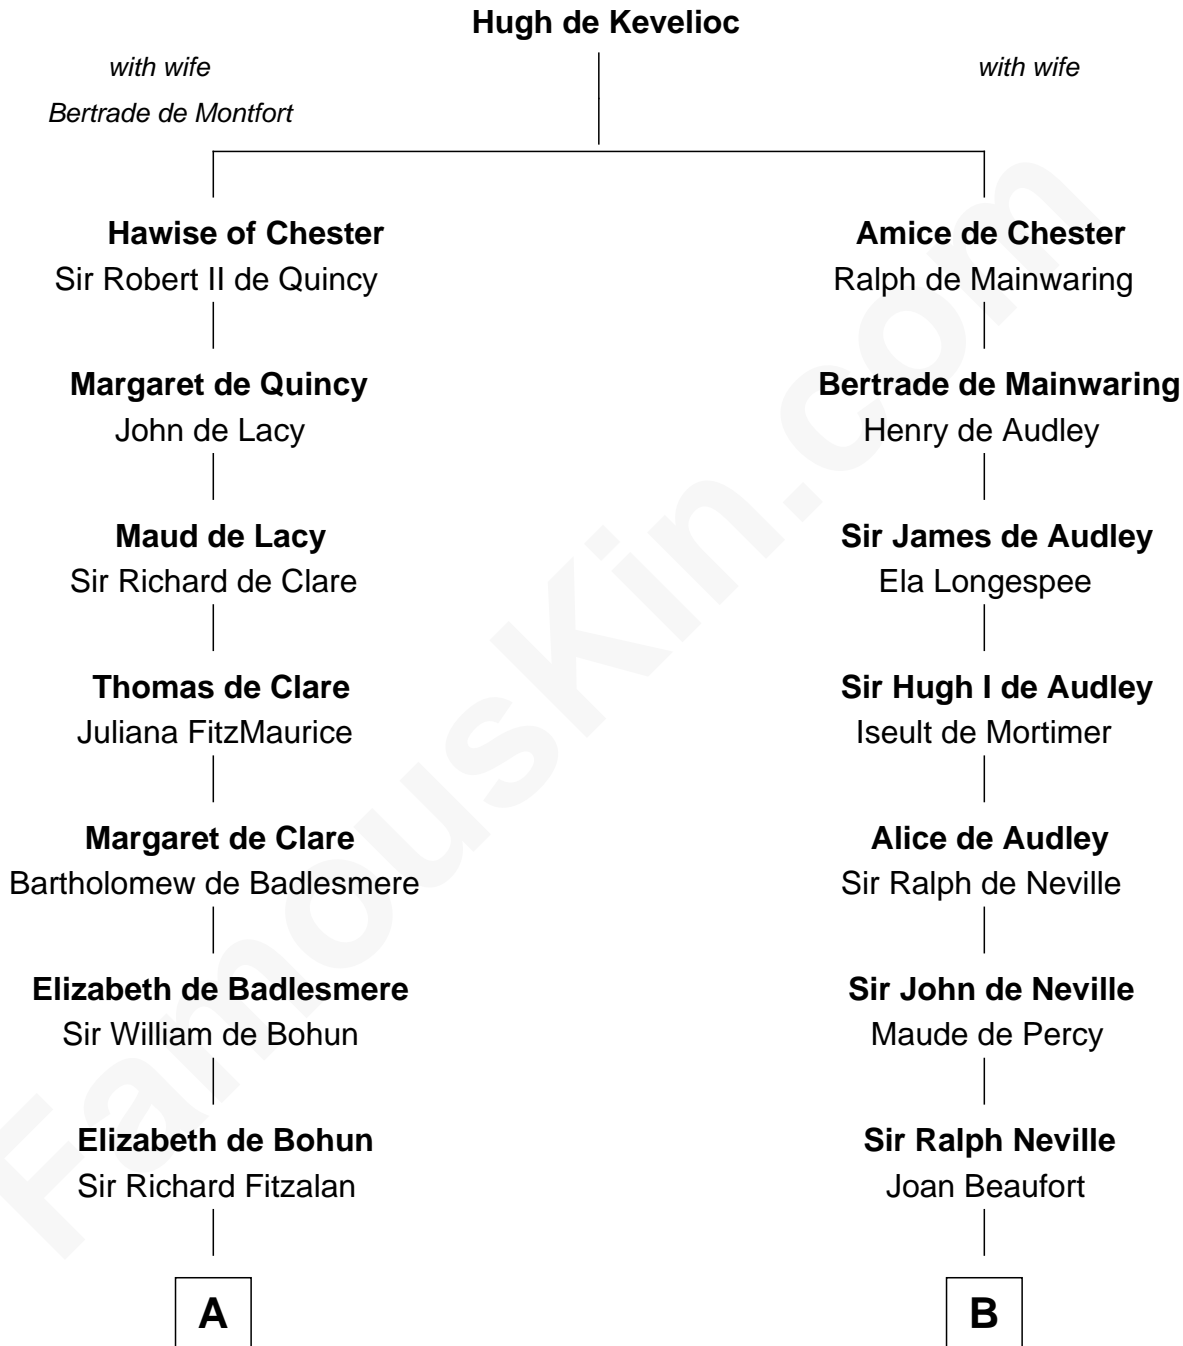 Hugh de Kevelioc
with wife
Bertrade de Montfort
with wife
Hawise of Chester
Sir Robert II de Quincy
Margaret de Quincy
John de Lacy
Maud de Lacy
Sir Richard de Clare
Thomas de Clare
Juliana FitzMaurice
Margaret de Clare
Bartholomew de Badlesmere
Elizabeth de Badlesmere
Sir William de Bohun
Elizabeth de Bohun
Sir Richard Fitzalan
A
Amice de Chester
Ralph de Mainwaring
Bertrade de Mainwaring
Henry de Audley
Sir James de Audley
Ela Longespee
Sir Hugh I de Audley
Iseult de Mortimer
Alice de Audley
Sir Ralph de Neville
Sir John de Neville
Maude de Percy
Sir Ralph Neville
Joan Beaufort
B
FamousKin.com